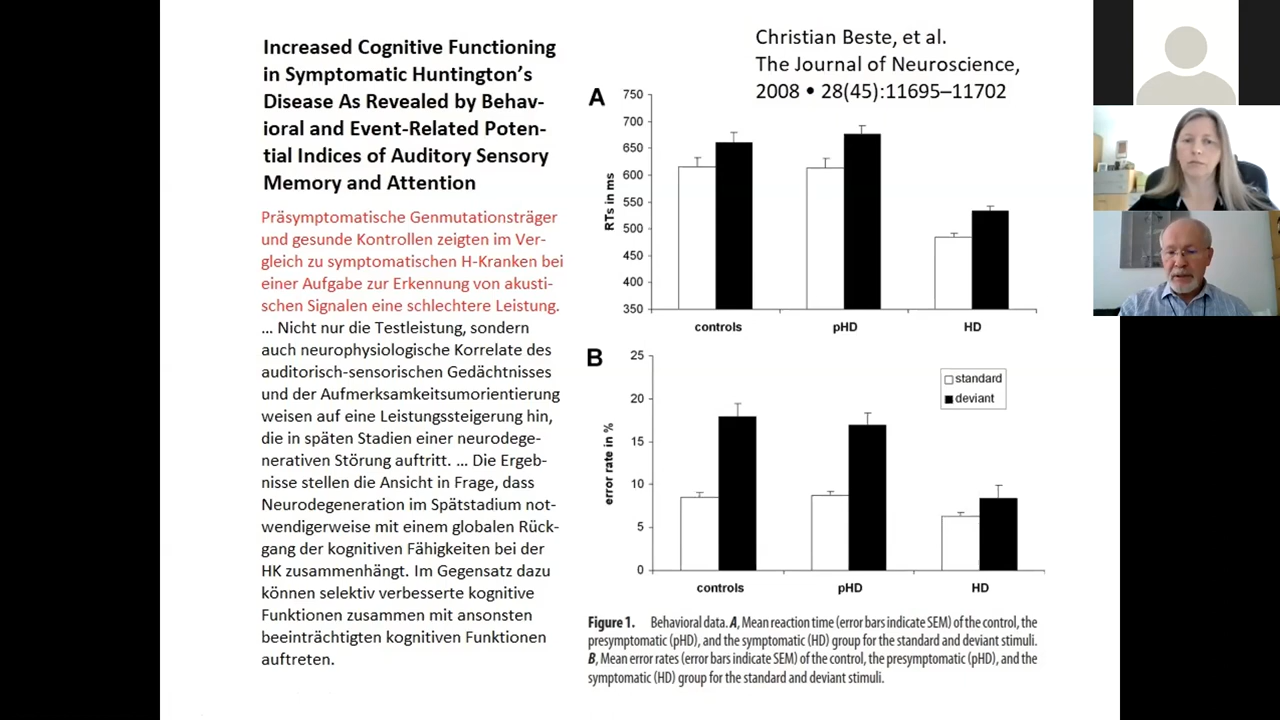 Increased Cognitive Functioning
in Symptomatic Huntington’s
Disease As Revealed by Behav-
ioral and Event-Related Poten-
tial Indices of Auditory Sensory
Memory and Attention
Präsymptomatische Genmutationsträger
und gesunde Kontrollen zeigten im Ver-
gleich zu symptomatischen H-Kranken bei
einer Aufgabe zur Erkennung von akusti-
schen Signalen eine schlechtere Leistung.
… Nicht nur die Testleistung, sondern
auch neurophysiologische Korrelate des
auditorisch-sensorischen Gedächtnisses
und der Aufmerksamkeitsumorientierung
weisen auf eine Leistungssteigerung hin,
die in späten Stadien einer neurodege-
nerativen Störung auftritt. … Die Ergeb-
nisse stellen die Ansicht in Frage, dass
Neurodegeneration im Spätstadium not-
wendigerweise mit einem globalen Rück-
gang der kognitiven Fähigkeiten bei der
HK zusammenhängt. Im Gegensatz dazu
können selektiv verbesserte kognitive
Funktionen zusammen mit ansonsten
beeinträchtigten kognitiven Funktionen
auftreten.
Christian Beste, et al.
The Journal of Neuroscience,
2008 • 28(45):11695–11702
A
750
700
650
600
550
500
450
400
350
RTs in ms
controls pHD HD
B
25
20
15
10
5
0
error rate in %
standard
deviant
controls pHD HD
Figure 1. Behavioral data. A, Mean reaction time (error bars indicate SEM) of the control, the
presymptomatic (pHD), and the symptomatic (HD) group for the standard and deviant stimuli.
B, Mean error rates (error bars indicate SEM) of the control, the presymptomatic (pHD), and the
symptomatic (HD) group for the standard and deviant stimuli.